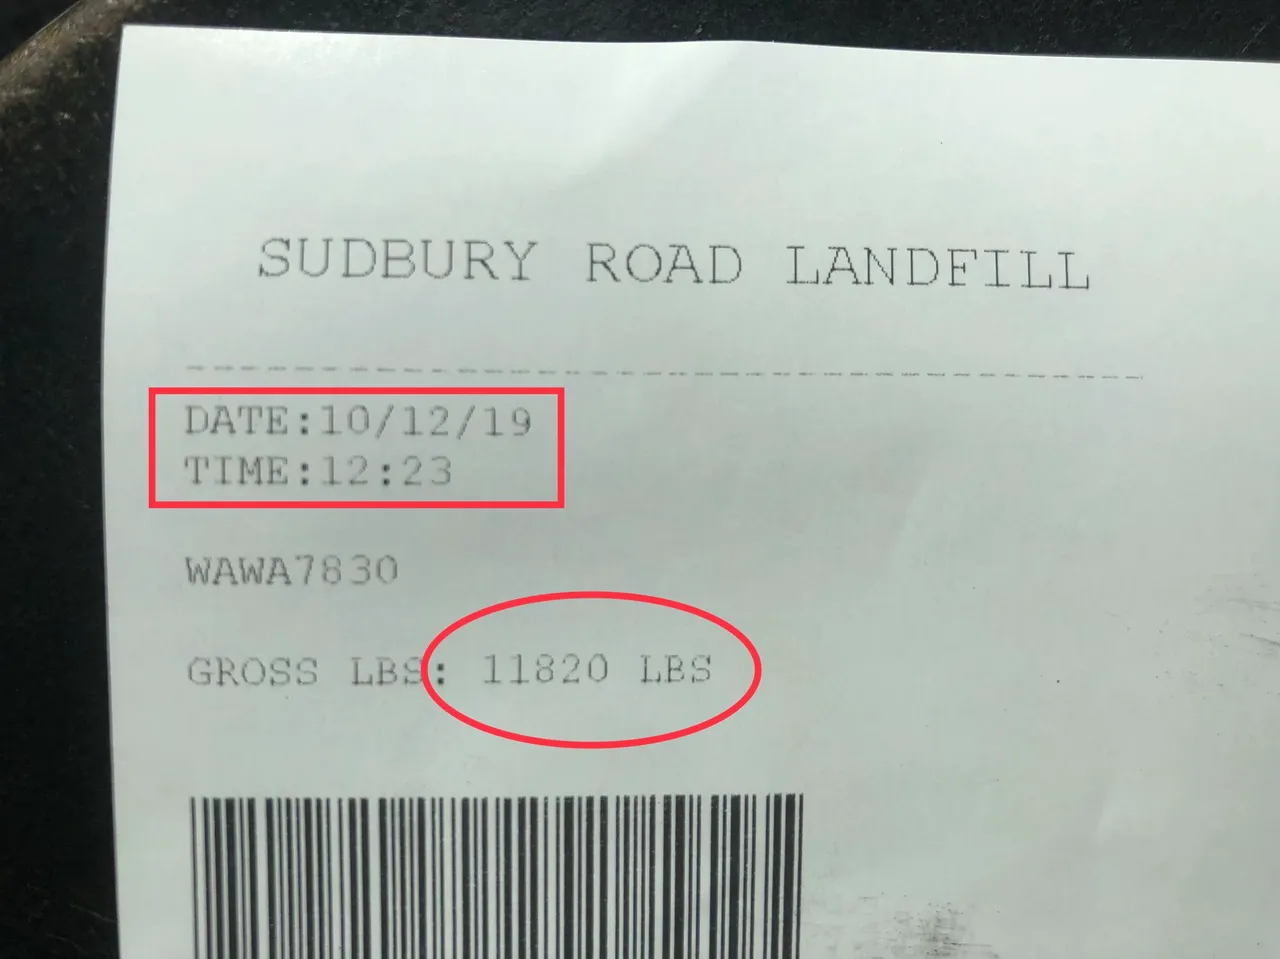 SUDBURY ROAD LANDFILL
DATE:10/12/19
TIME:12:23
WAWA7830
GROSS LBS: 11820 LBS